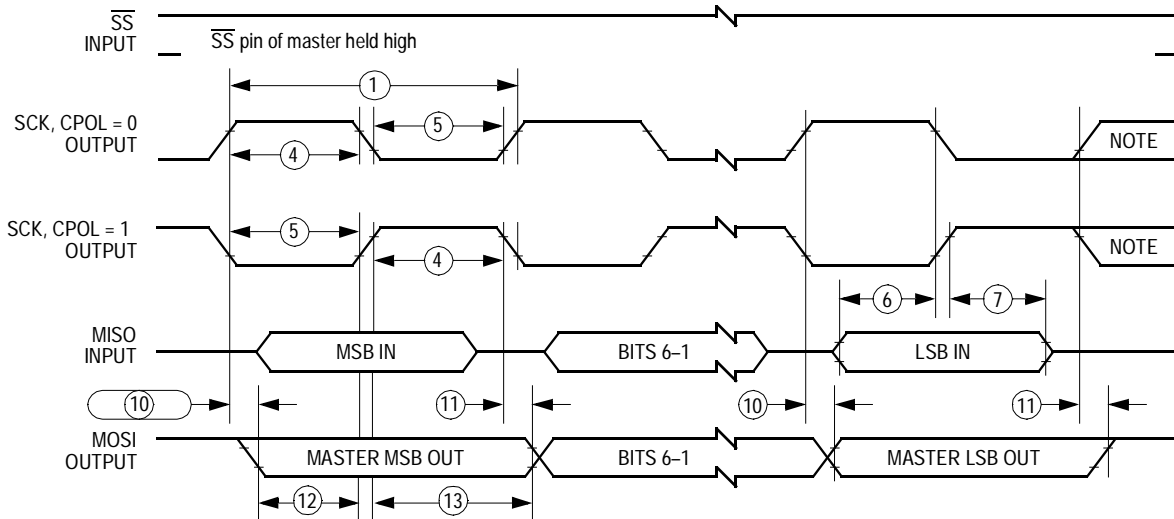 SS
INPUT
SS pin of master held high
1
SCK, CPOL = 0
OUTPUT
5
4
NOTE
SCK, CPOL = 1
OUTPUT
5
4
NOTE
6
7
MISO
INPUT
MSB IN
BITS 6–1
LSB IN
10
11
10
11
MOSI
OUTPUT
MASTER MSB OUT
BITS 6–1
MASTER LSB OUT
12
13